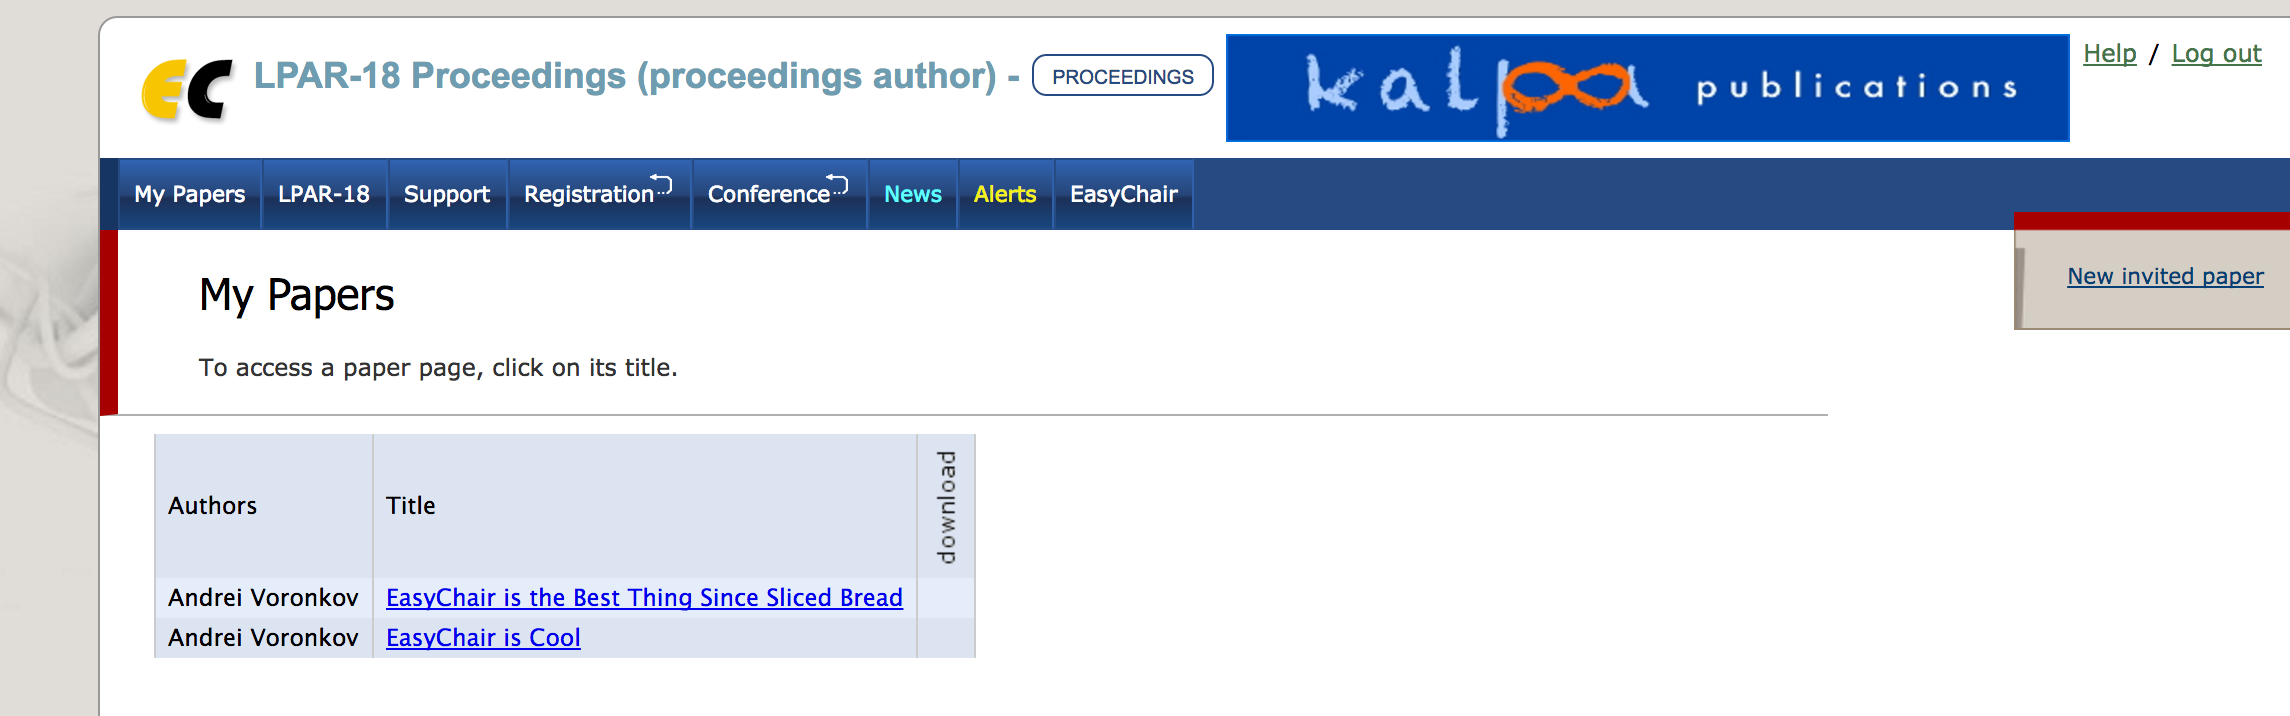 EC LPAR-18 Proceedings (proceedings author) - PROCEEDINGS kalpa publications Help / Log out
My Papers LPAR-18 Support Registration Conference News Alerts EasyChair
New invited paper
My Papers
To access a paper page, click on its title.
Authors Title download
Andrei Voronkov EasyChair is the Best Thing Since Sliced Bread
Andrei Voronkov EasyChair is Cool